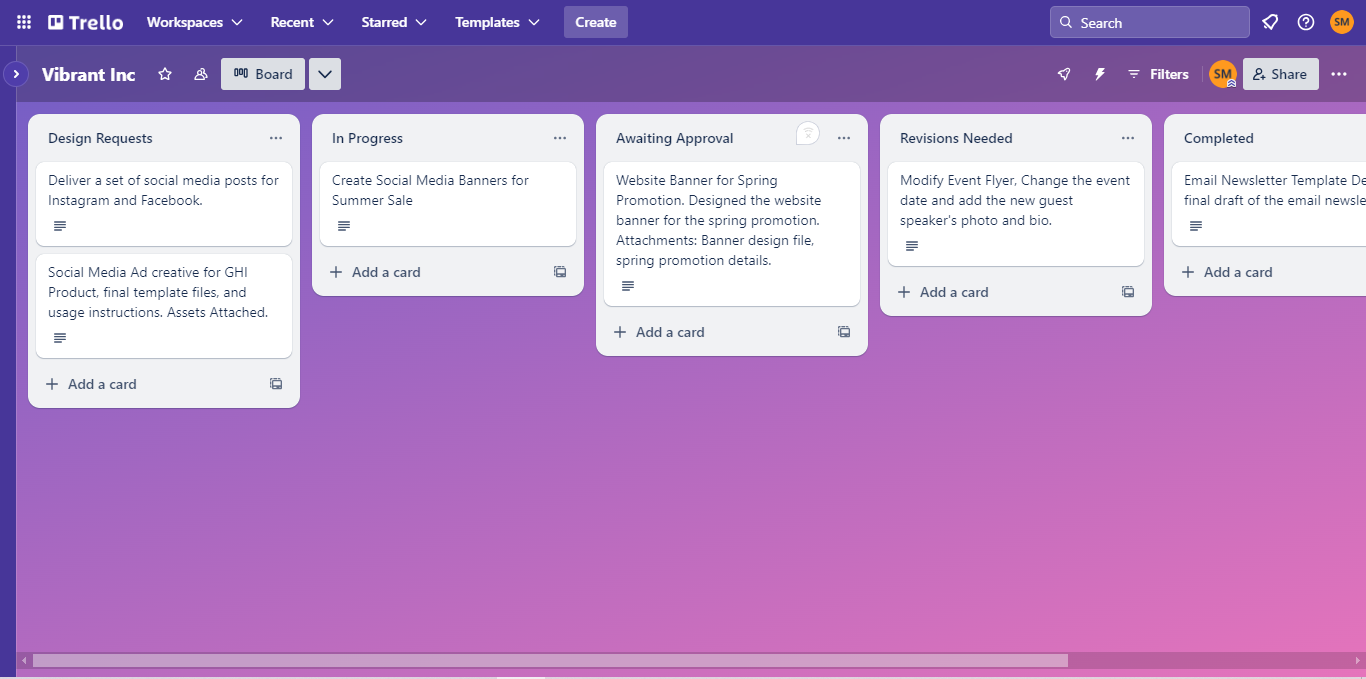 Trello
Workspaces
Recent
Starred
Templates
Create
Search
SM
Vibrant Inc
Board
Filters
SM
Share
Design Requests
Deliver a set of social media posts for
Instagram and Facebook.
Social Media Ad creative for GHI
Product, final template files, and
usage instructions. Assets Attached.
Add a card
In Progress
Create Social Media Banners for
Summer Sale
Add a card
Awaiting Approval
Website Banner for Spring
Promotion. Designed the website
banner for the spring promotion.
Attachments: Banner design file,
spring promotion details.
Add a card
Revisions Needed
Modify Event Flyer, Change the event
date and add the new guest
speaker's photo and bio.
Add a card
Completed
Email Newsletter Template De
final draft of the email newsle
Add a card